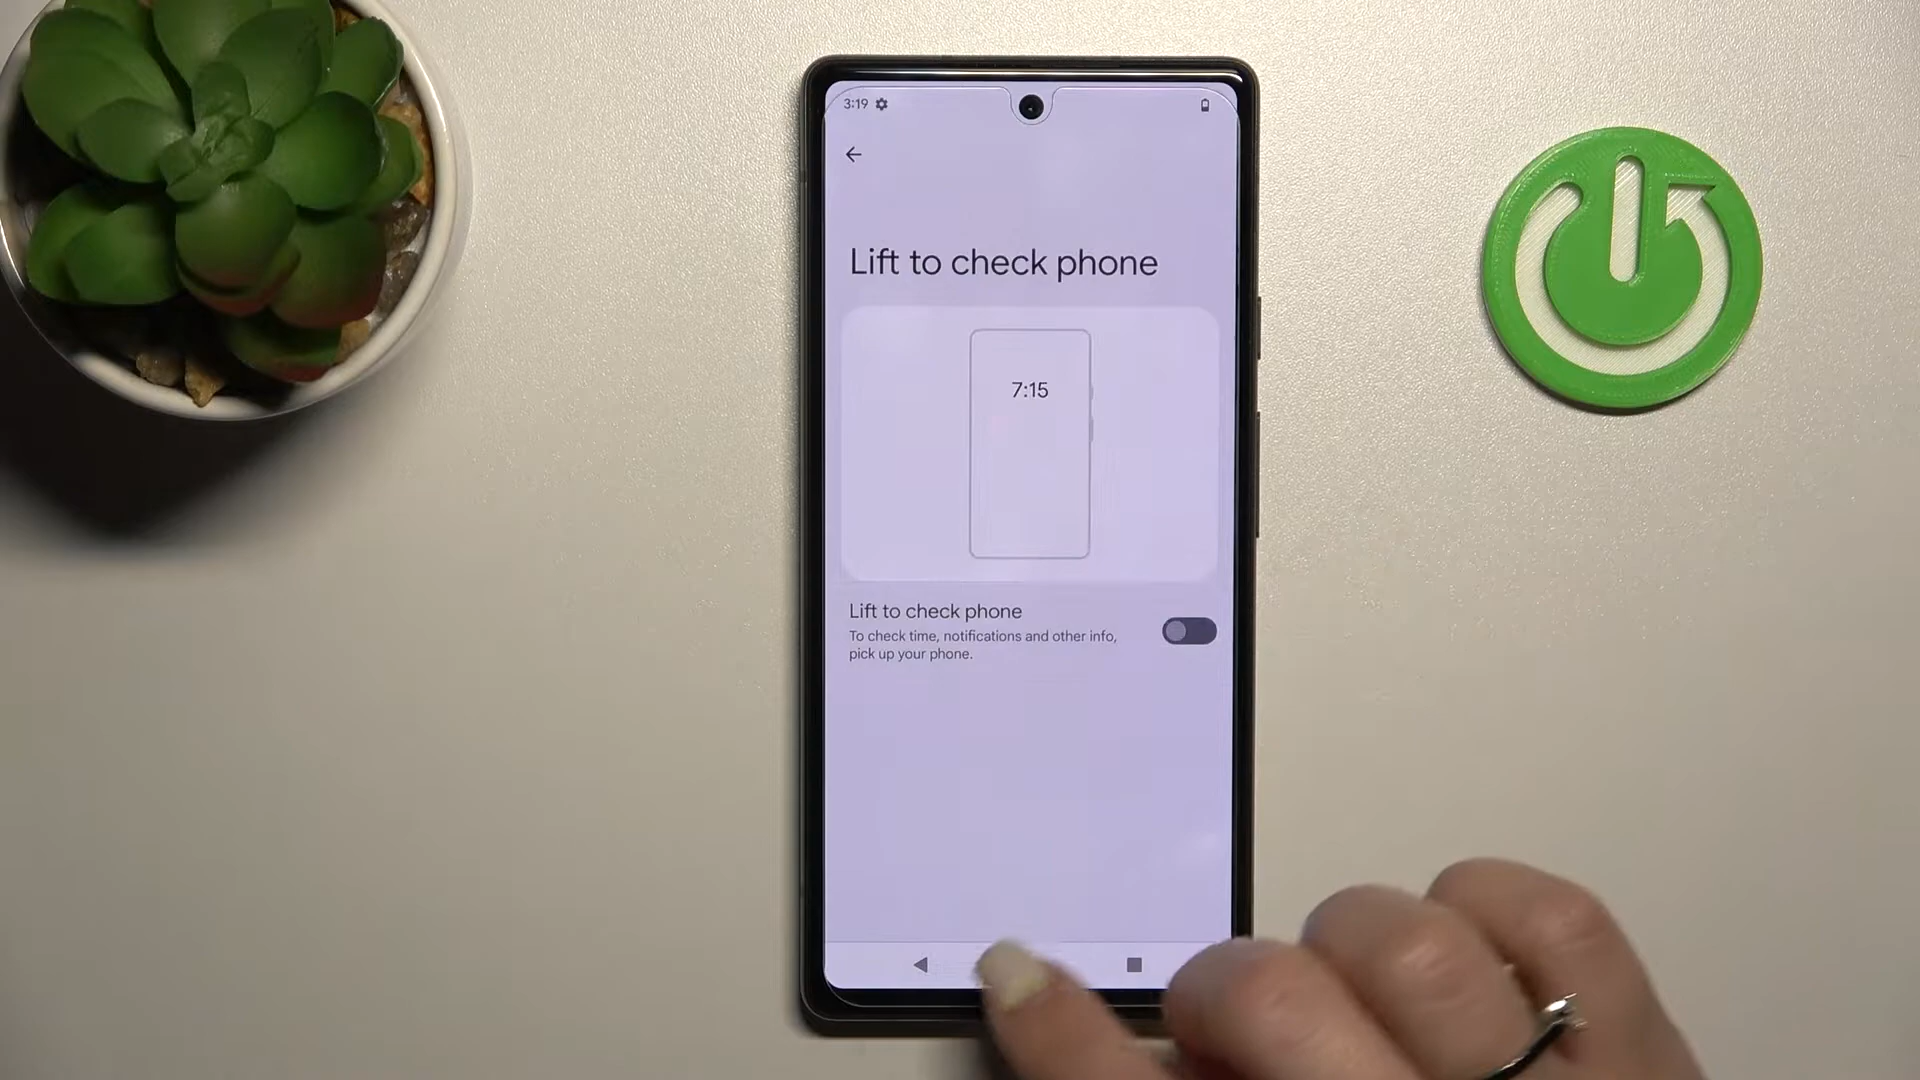 3:19
Lift to check phone
7:15
Lift to check phone
To check time, notifications and other info,
pick up your phone.